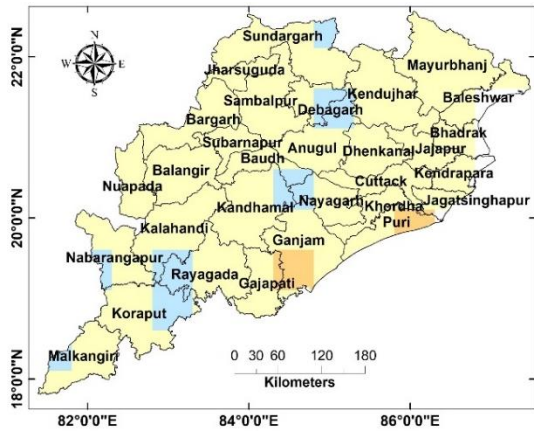 N
W E
S
22°0'0"N
20°0'0"N
18°0'0"N
Sundargarh
Jharsuguda
Mayurbhanj
Sambalpur
Kendujhar
Baleshwar
Debagarh
Bargarh
Bhadrak
Subarnapur
Anugul
Dhenkanal
Jajapur
Baudh
Balangir
Kendrapara
Cuttack
Nuapada
Nayagarh
Khordha
Jagatsinghapur
Kandhamal
Puri
Kalahandi
Ganjam
Nabarangapur
Rayagada
Gajapati
Koraput
Malkangiri
0 30 60 120 180
Kilometers
82°0'0"E 84°0'0"E 86°0'0"E